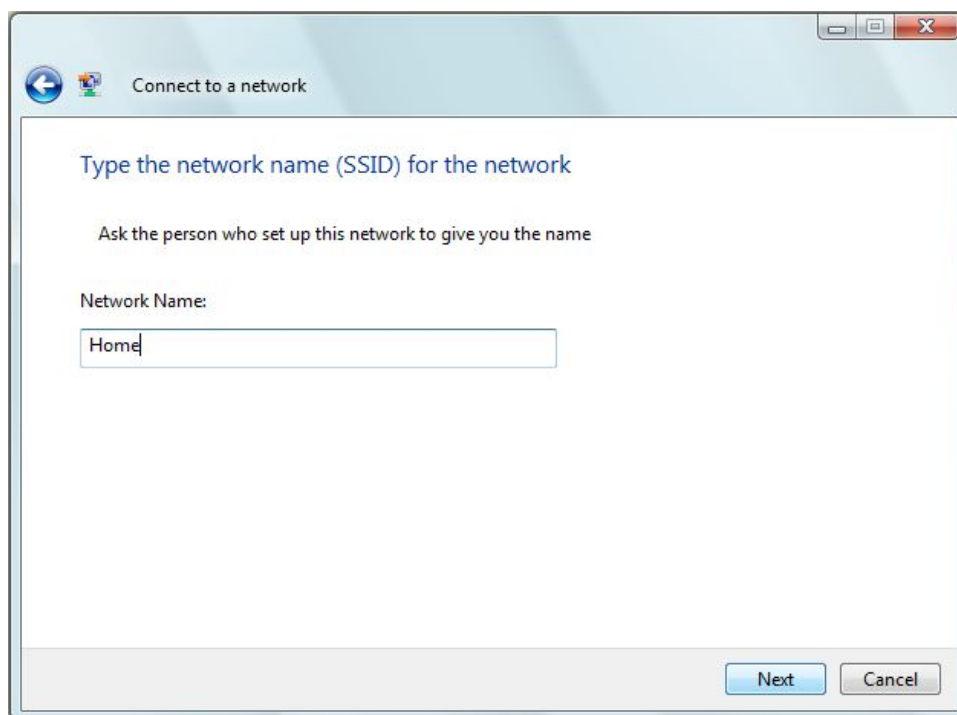 Connect to a network
Type the network name (SSID) for the network
Ask the person who set up this network to give you the name
Network Name:
Home
Next Cancel